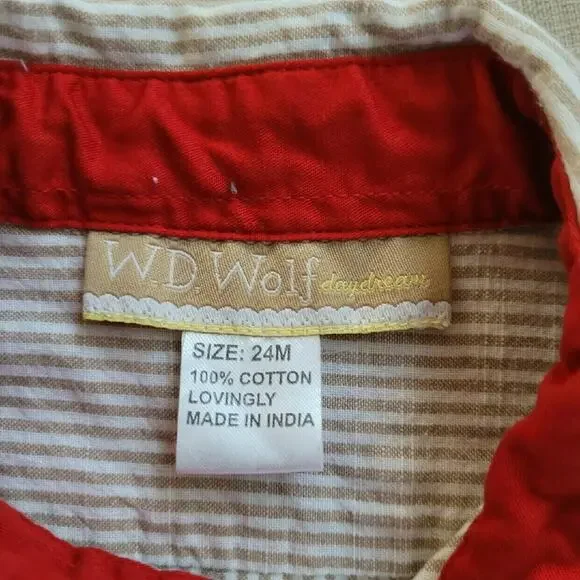 W.D. Wolf daydream
SIZE: 24M
100% COTTON
LOVINGLY
MADE IN INDIA